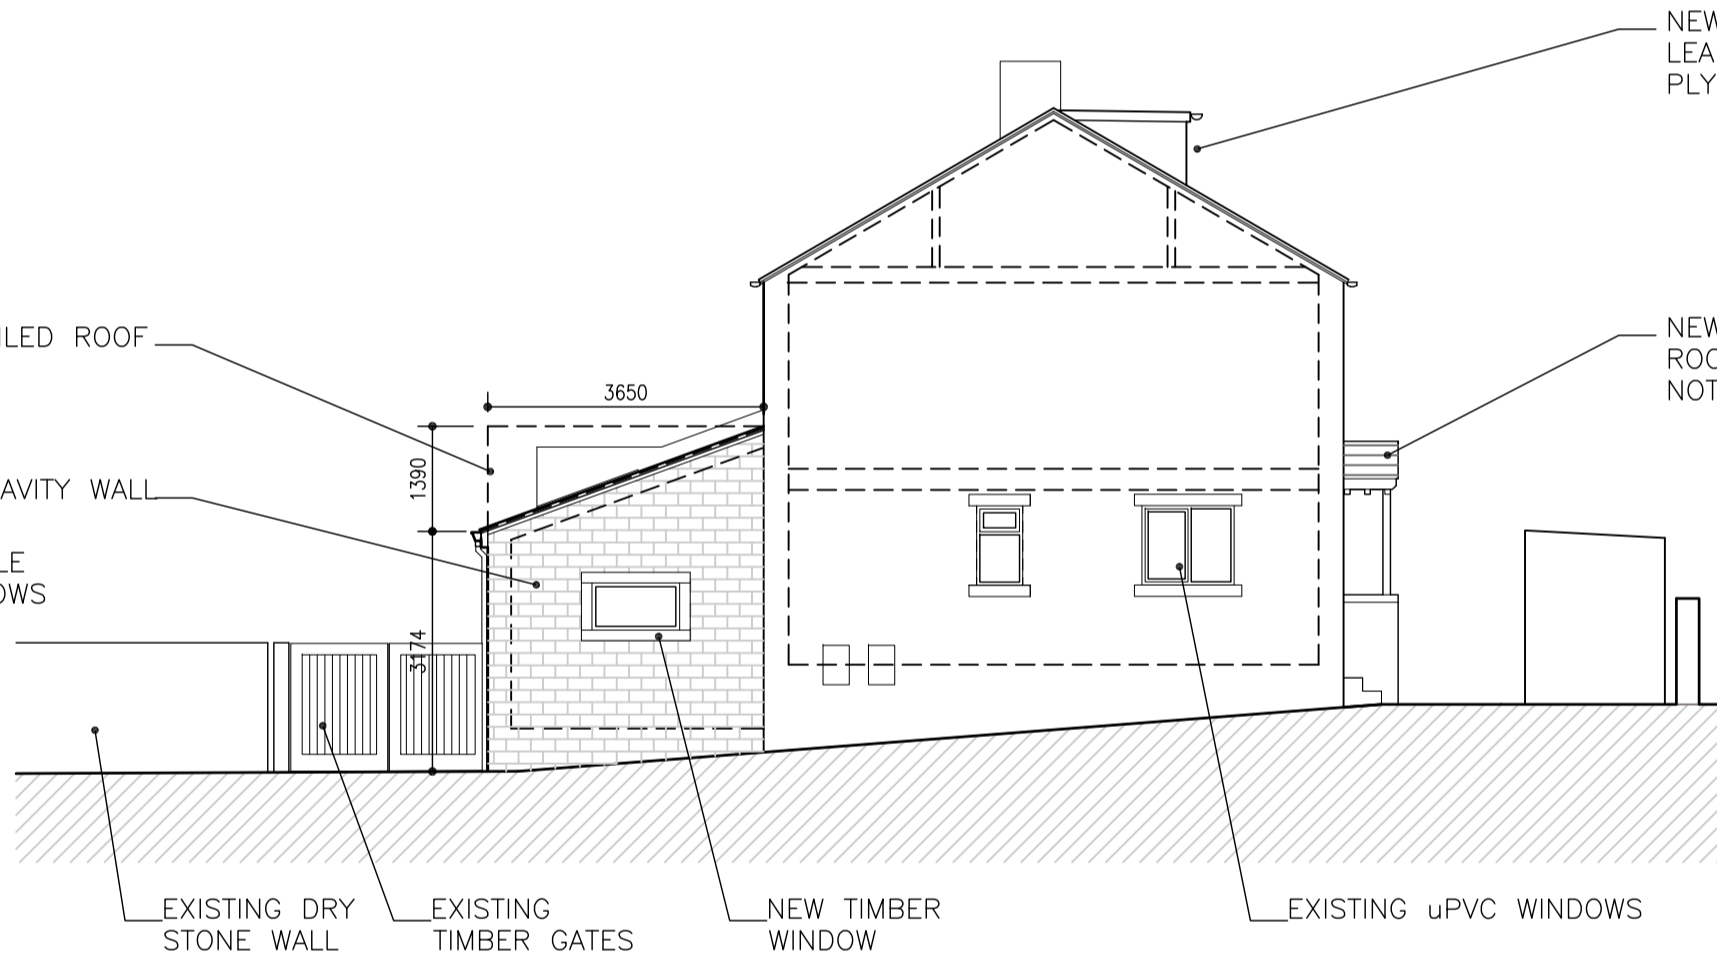 NEW
LEA
PLY
ILED ROOF
3650
NEW
ROO
NOT
1390
AVITY WALL
LE
OWS
3174
EXISTING DRY
STONE WALL
EXISTING
TIMBER GATES
NEW TIMBER
WINDOW
EXISTING uPVC WINDOWS